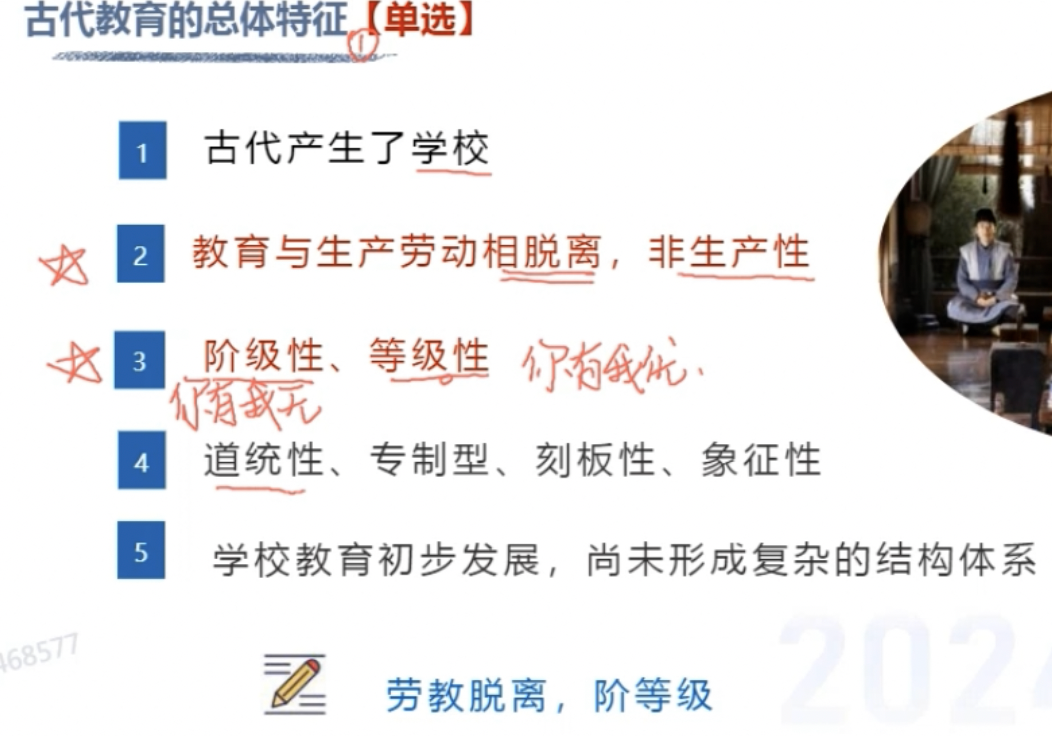 古代教育的总体特征【单选】
①
1 古代产生了学校
2 教育与生产劳动相脱离，非生产性
3 阶级性、等级性 你有我优.
你有我无
4 道统性、专制型、刻板性、象征性
5 学校教育初步发展，尚未形成复杂的结构体系
468577
2024
劳教脱离，阶等级